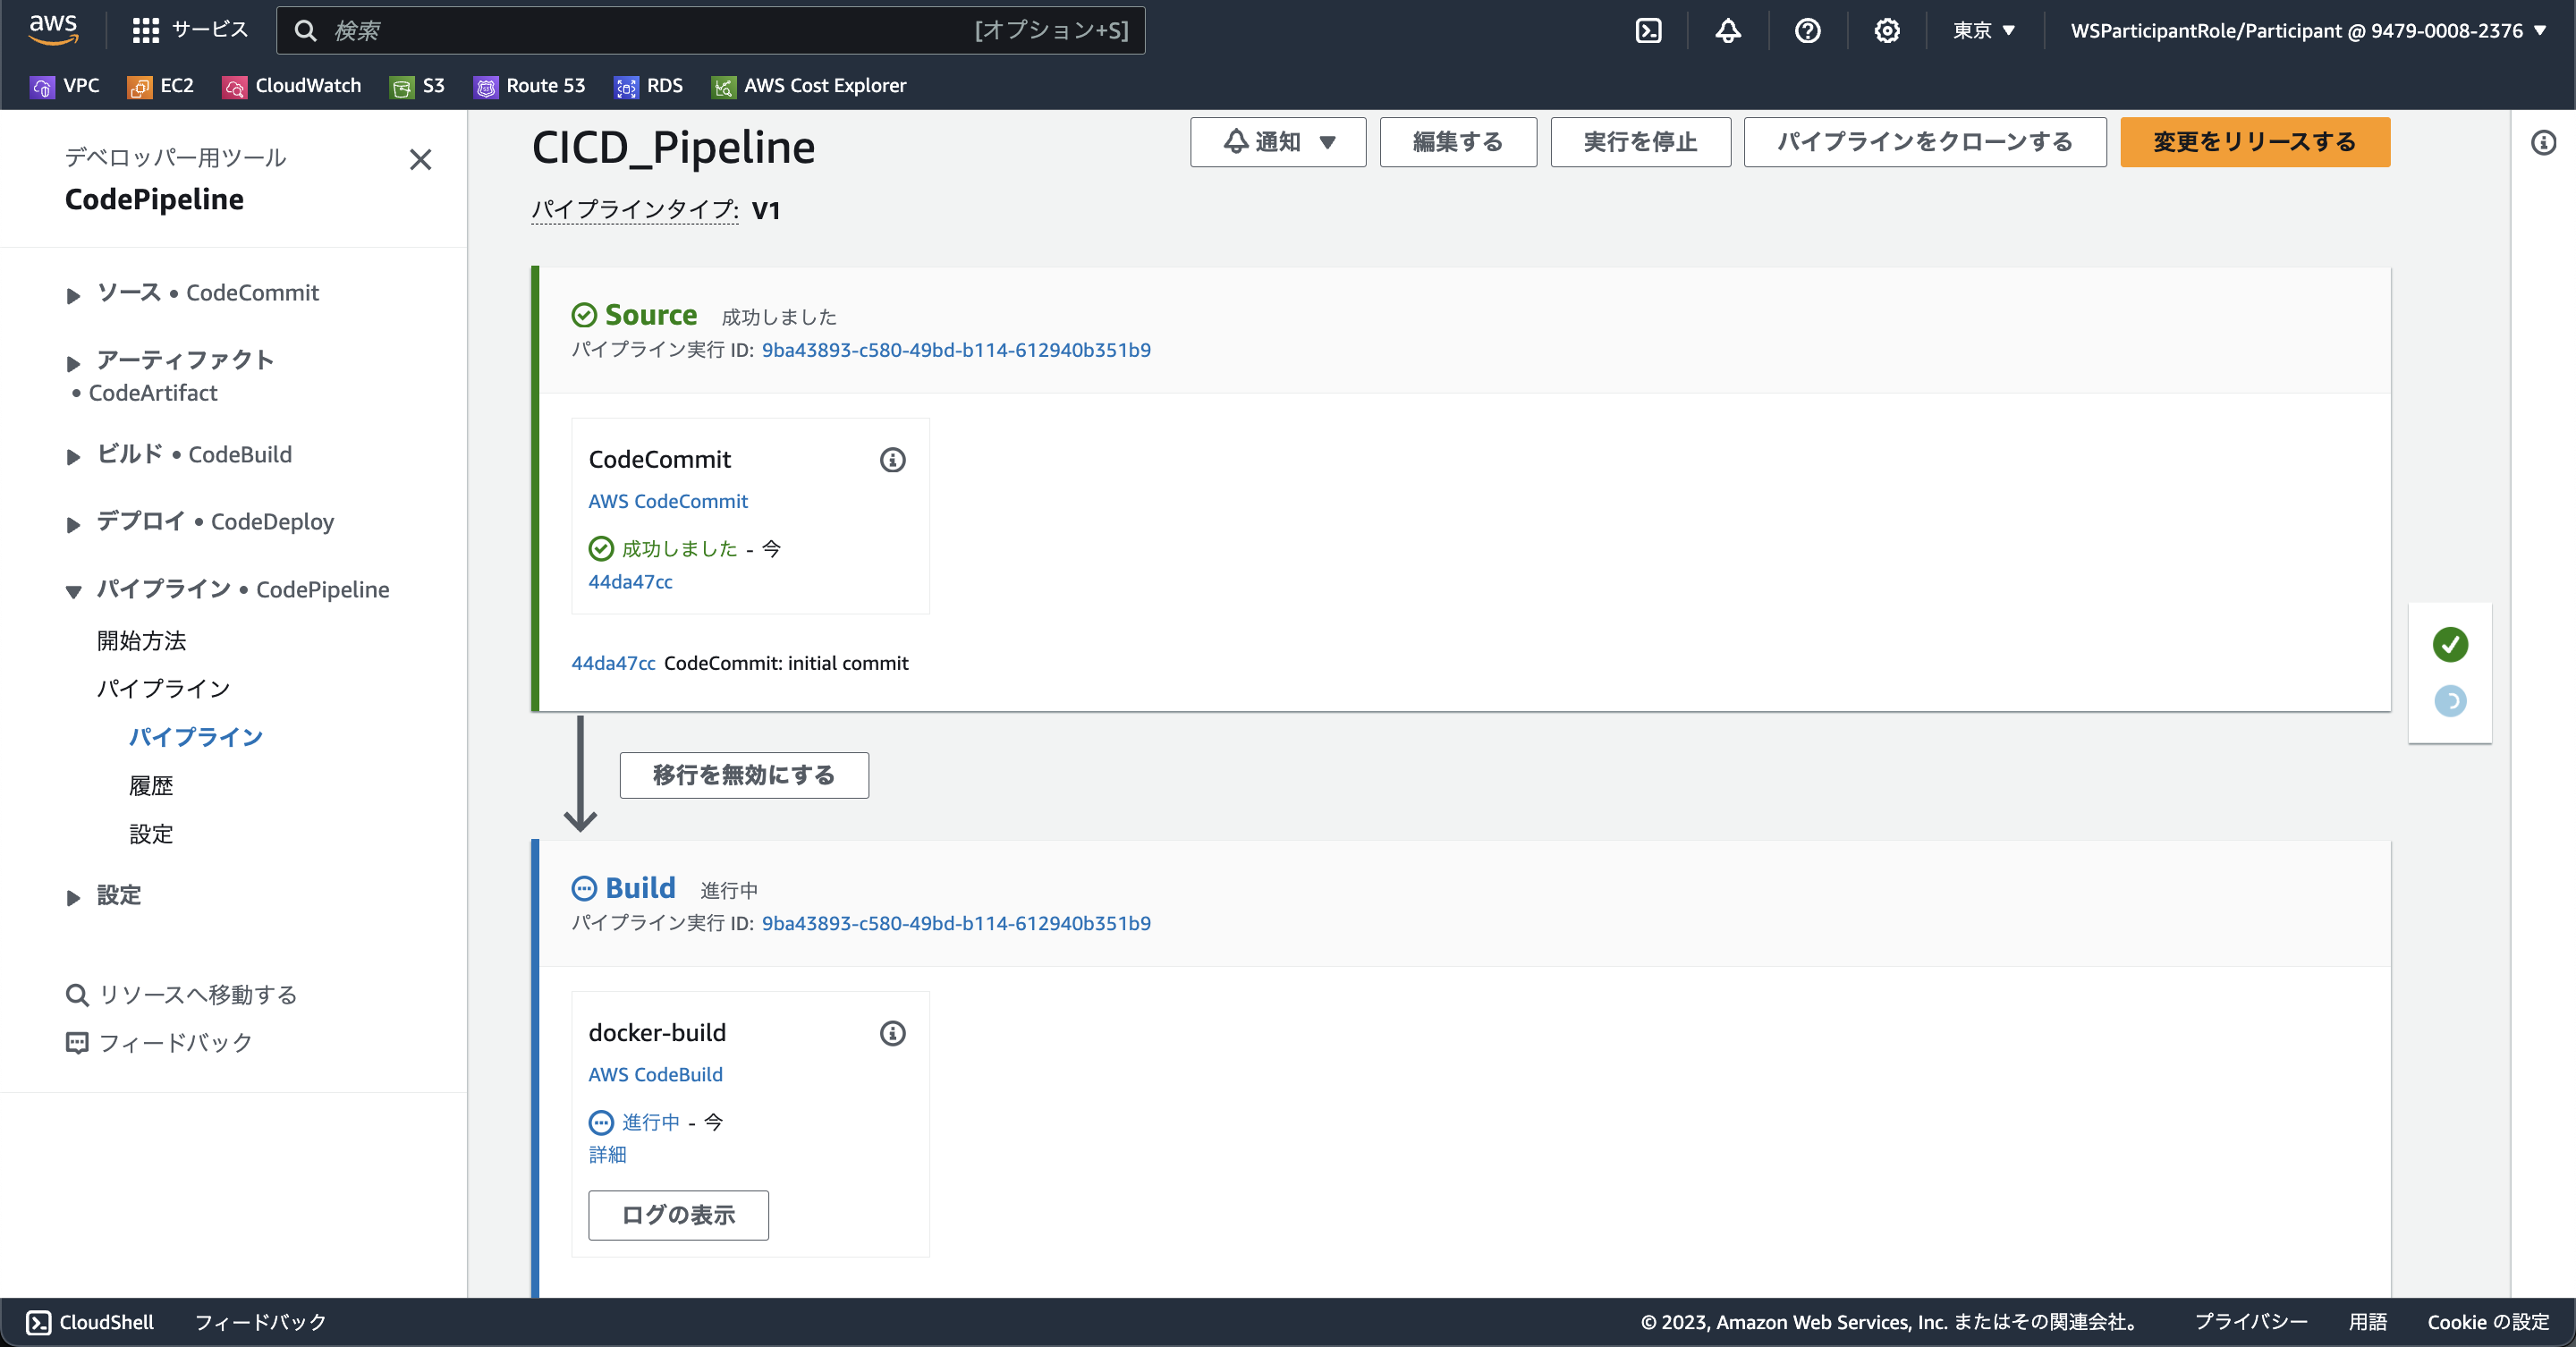 aws
サービス
検索
[オプション+S]
東京
WSParticipantRole/Participant @ 9479-0008-2376
VPC
EC2
CloudWatch
S3
Route 53
RDS
AWS Cost Explorer
デベロッパー用ツール
CodePipeline
ソース • CodeCommit
アーティファクト
• CodeArtifact
ビルド • CodeBuild
デプロイ • CodeDeploy
パイプライン • CodePipeline
開始方法
パイプライン
パイプライン
履歴
設定
設定
リソースへ移動する
フィードバック
CICD_Pipeline
通知
編集する
実行を停止
パイプラインをクローンする
変更をリリースする
パイプラインタイプ: V1
Source 成功しました
パイプライン実行 ID: 9ba43893-c580-49bd-b114-612940b351b9
CodeCommit
AWS CodeCommit
成功しました - 今
44da47cc
44da47cc CodeCommit: initial commit
移行を無効にする
Build 進行中
パイプライン実行 ID: 9ba43893-c580-49bd-b114-612940b351b9
docker-build
AWS CodeBuild
進行中 - 今
詳細
ログの表示
CloudShell
フィードバック
© 2023, Amazon Web Services, Inc. またはその関連会社。
プライバシー
用語
Cookie の設定